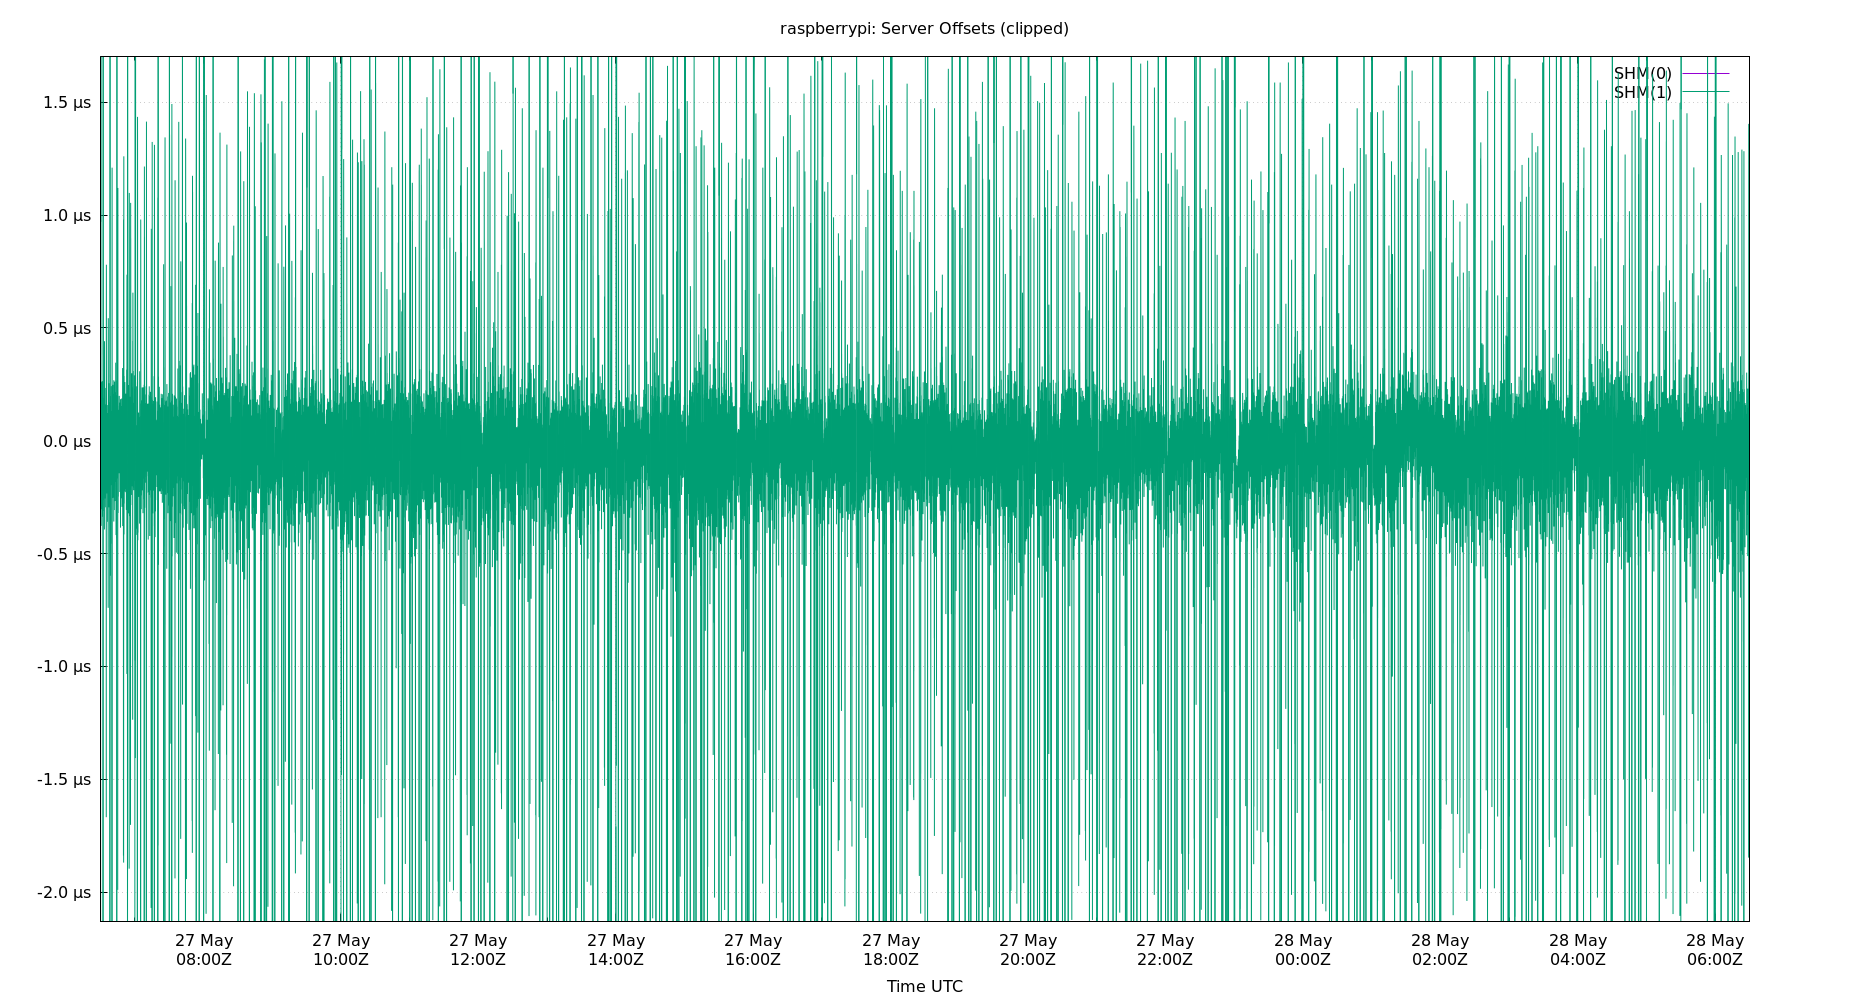 raspberrypi: Server Offsets (clipped)
SHM(0)
SHM(1)
1.5 µs
1.0 µs
0.5 µs
0.0 µs
-0.5 µs
-1.0 µs
-1.5 µs
-2.0 µs
27 May 27 May 27 May 27 May 27 May 27 May 27 May 27 May 28 May 28 May 28 May 28 May
08:00Z 10:00Z 12:00Z 14:00Z 16:00Z 18:00Z 20:00Z 22:00Z 00:00Z 02:00Z 04:00Z 06:00Z
Time UTC